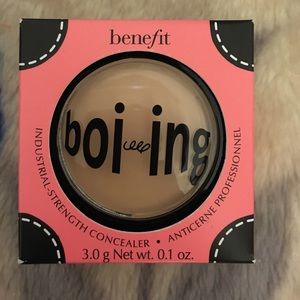 benefit
boi-ing
INDUSTRIAL-STRENGTH CONCEALER • ANTICERNE PROFESSIONNEL
3.0 g Net wt. 0.1 oz.